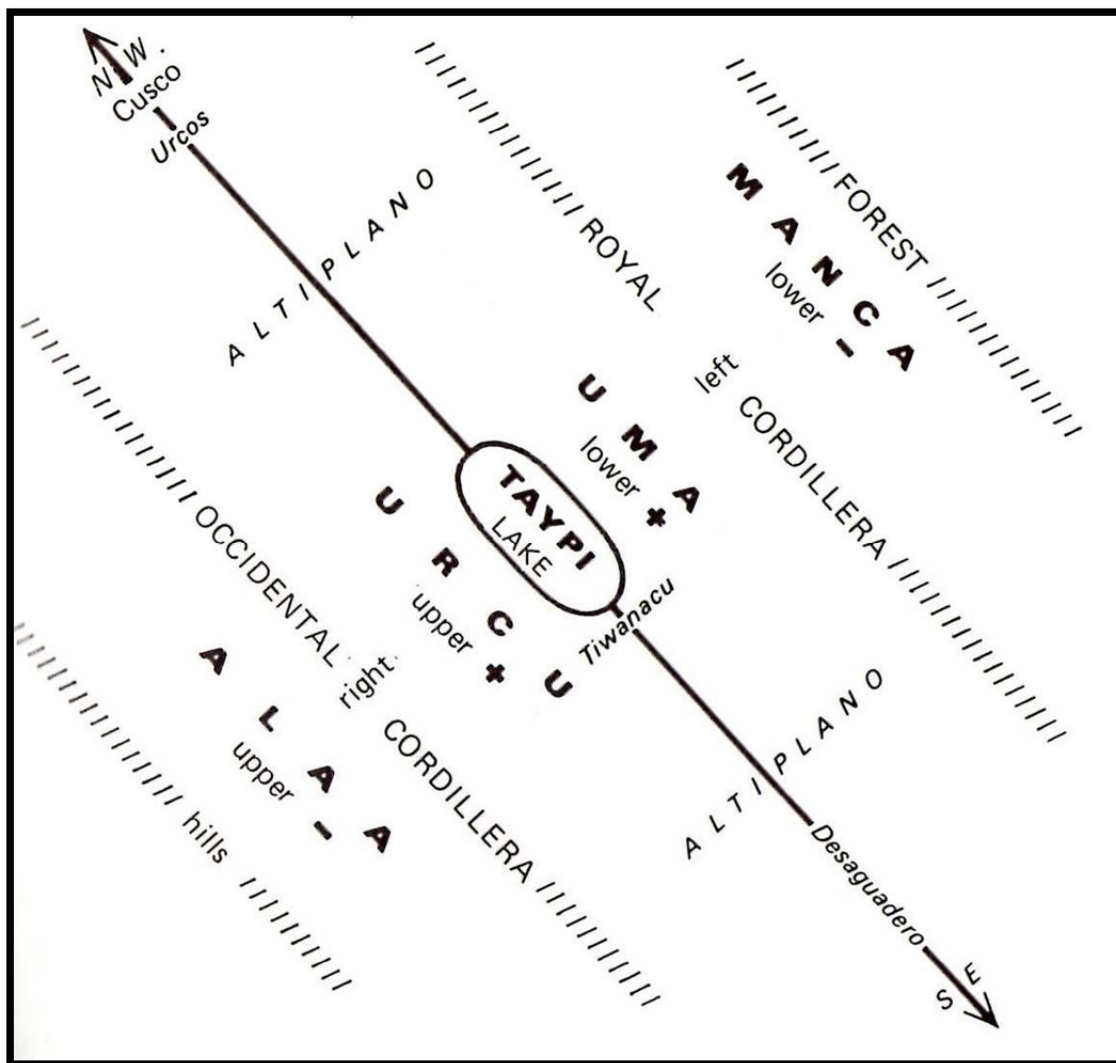 N. W.
Cusco
Urcos
ALTIPLANO
ROYAL
left
CORDILLERA
FOREST
MANCA
lower
-
UMA
lower
+
TAYPI
LAKE
URCU
upper
+
Tiwanacu
OCCIDENTAL
right
CORDILLERA
ALAA
upper
-
hills
ALTIPLANO
Desaguadero
S E